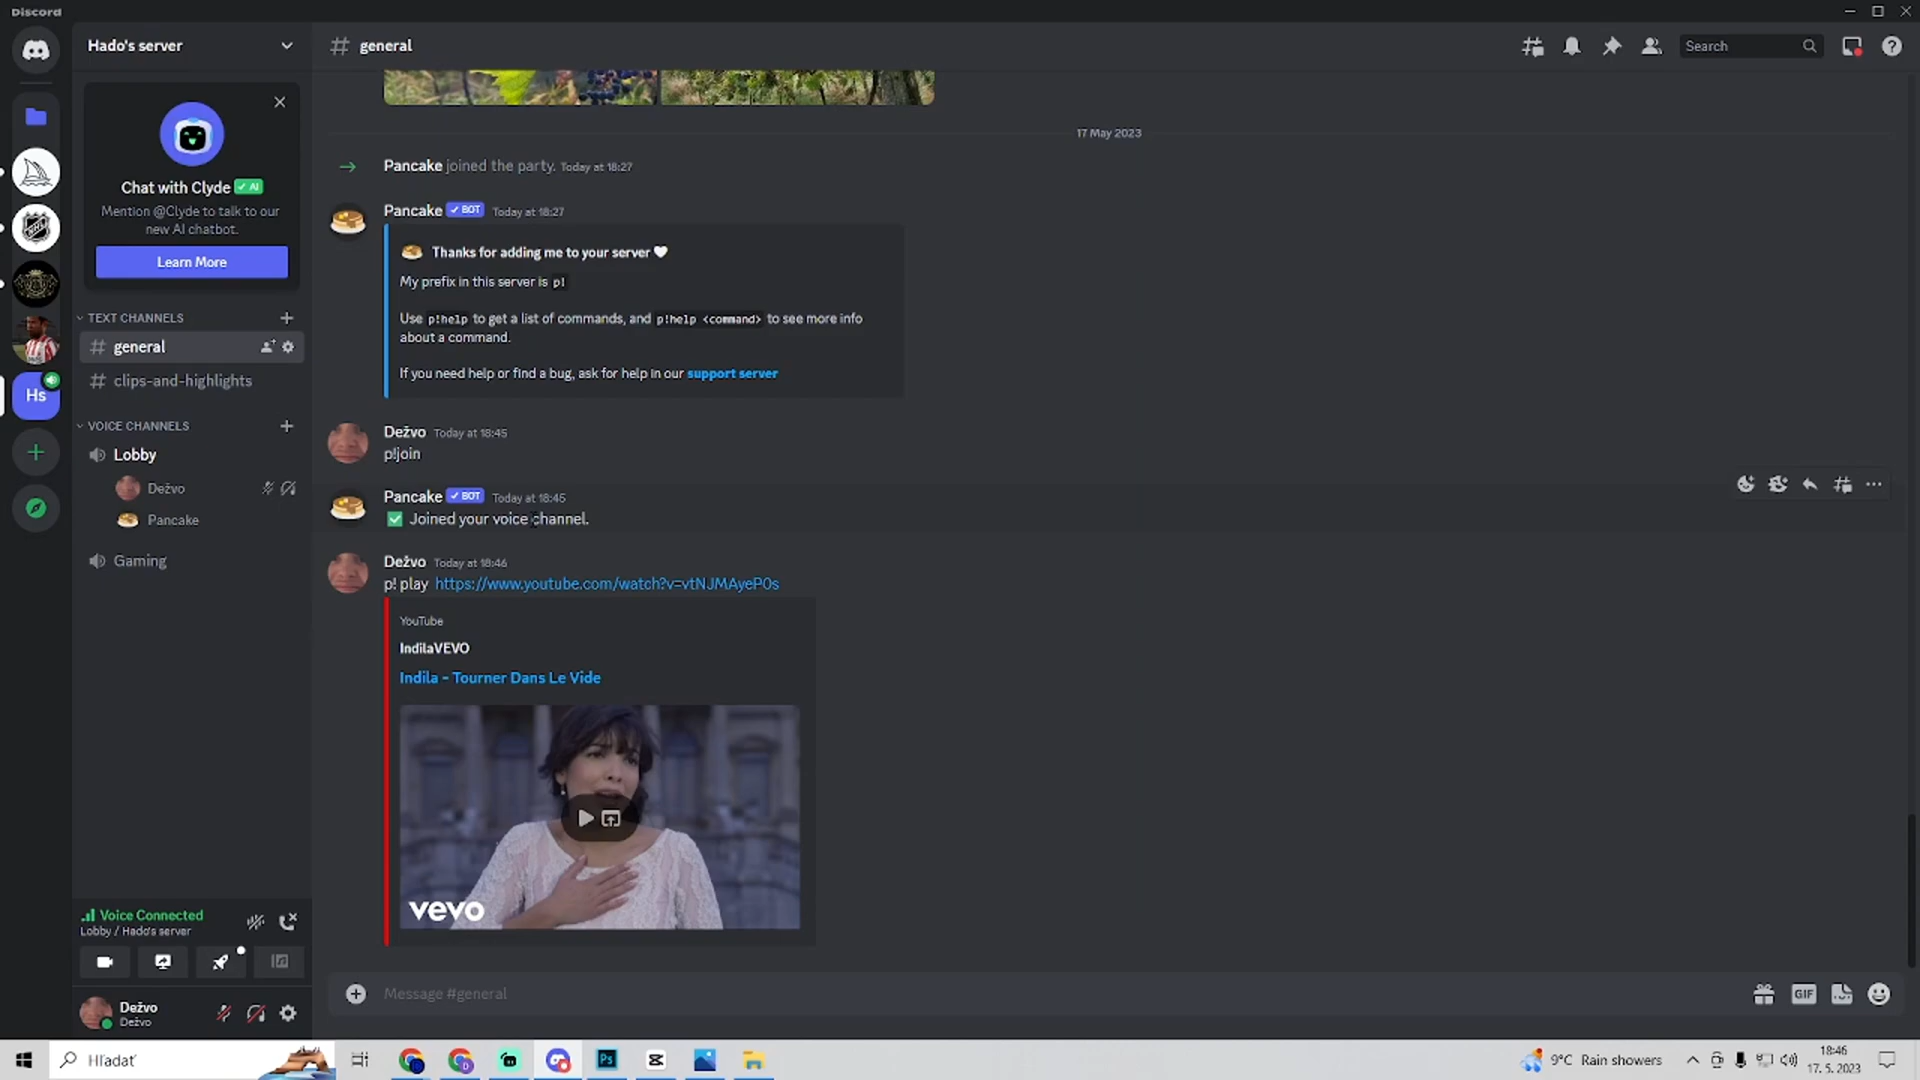 Discord
Hado's server
general
Search
Chat with Clyde ✓ AI
Mention @Clyde to talk to our
new AI chatbot.
Learn More
TEXT CHANNELS
general
clips-and-highlights
VOICE CHANNELS
Lobby
Dežvo
Pancake
Gaming
Hs
17 May 2023
Pancake joined the party. Today at 18:27
Pancake ✓ BOT Today at 18:27
Thanks for adding me to your server
My prefix in this server is p!
Use p!help to get a list of commands, and p!help <command> to see more info
about a command.
If you need help or find a bug, ask for help in our support server
Dežvo Today at 18:45
p!join
Pancake ✓ BOT Today at 18:45
Joined your voice channel.
Dežvo Today at 18:46
p! play https://www.youtube.com/watch?v=vtNJMAyeP0s
YouTube
IndilaVEVO
Indila - Tourner Dans Le Vide
vevo
Voice Connected
Lobby / Hado's server
Dežvo
Dežvo
Message #general
GIF
Hľadať
Ps
9°C Rain showers
18:46
17. 5. 2023